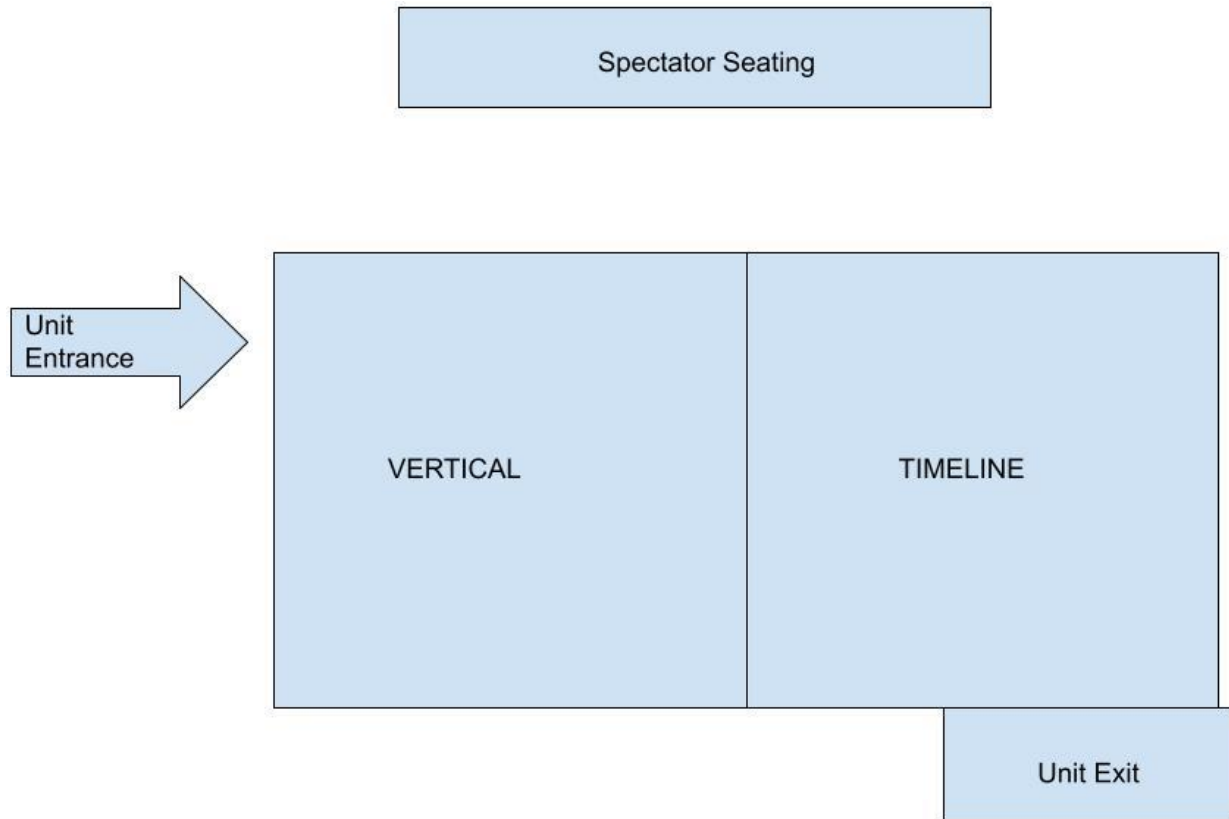 Spectator Seating
Unit
Entrance
VERTICAL
TIMELINE
Unit Exit